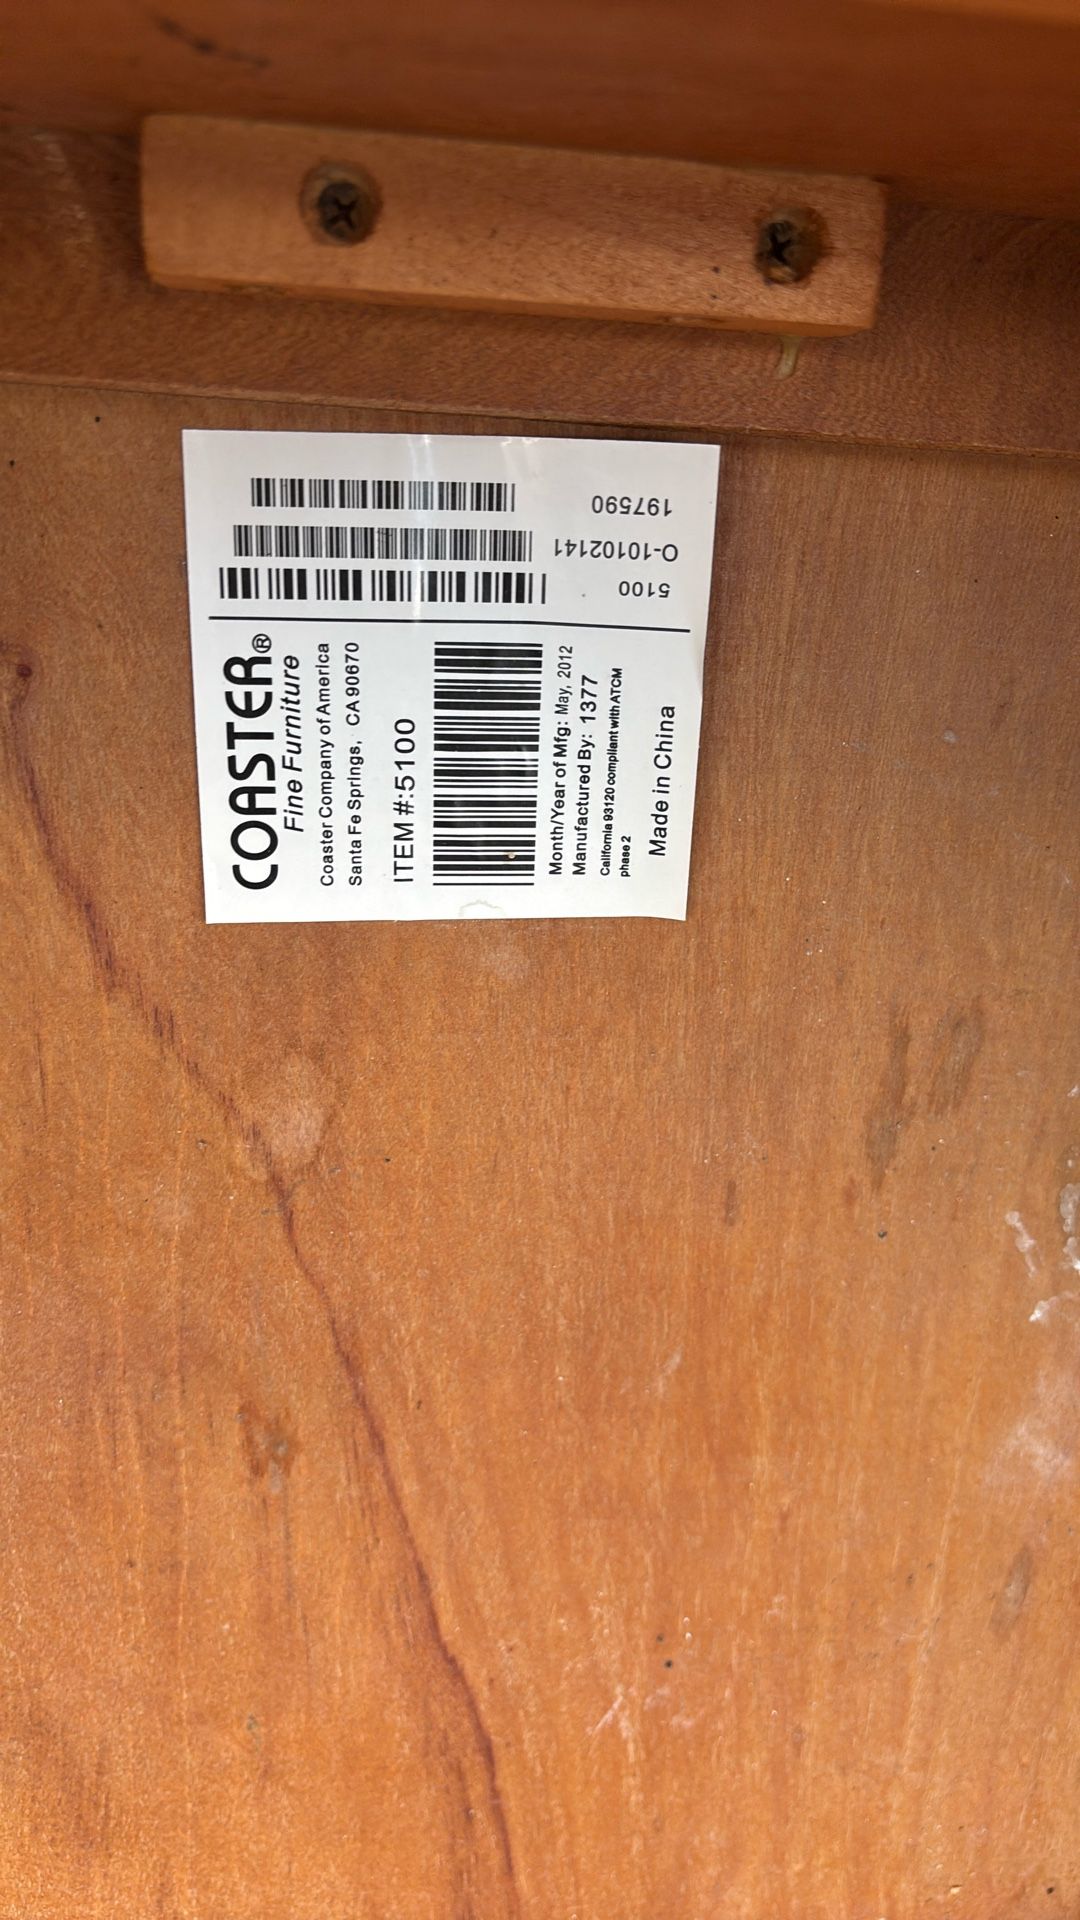 COASTER®
Fine Furniture
Coaster Company of America
Santa Fe Springs, CA 90670
ITEM #:5100
Month/Year of Mfg: May, 2012
Manufactured By: 1377
California 93120 compliant with ATCM
phase 2
Made in China
5100
O-10102141
197590